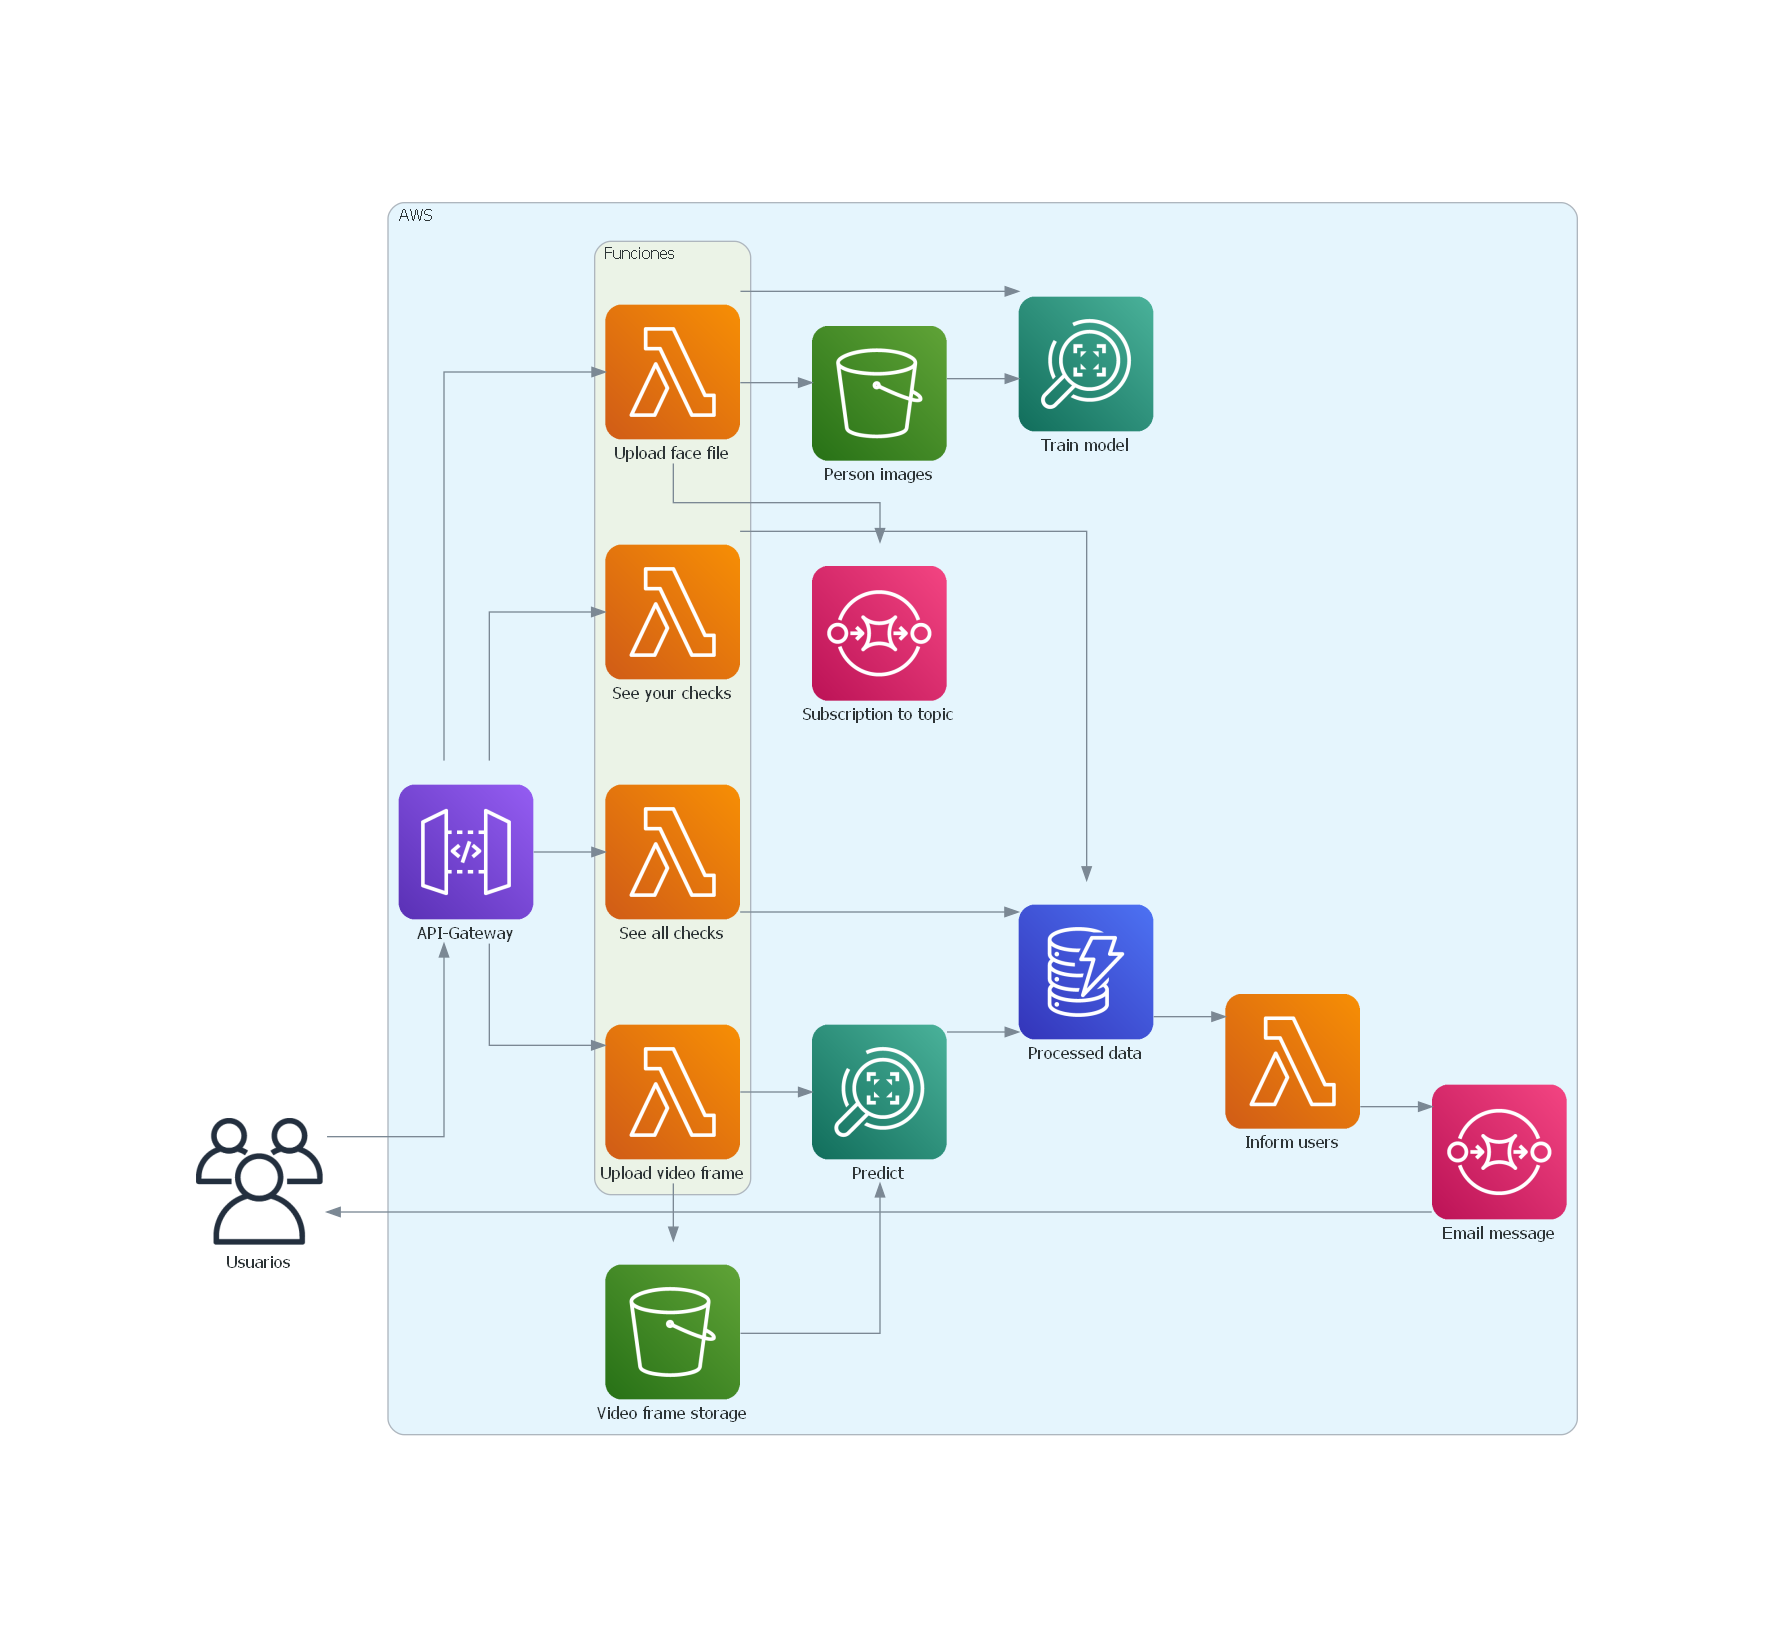 AWS
Funciones
Upload face file
Person images
Train model
See your checks
Subscription to topic
API-Gateway
See all checks
Processed data
Upload video frame
Predict
Inform users
Email message
Usuarios
Video frame storage